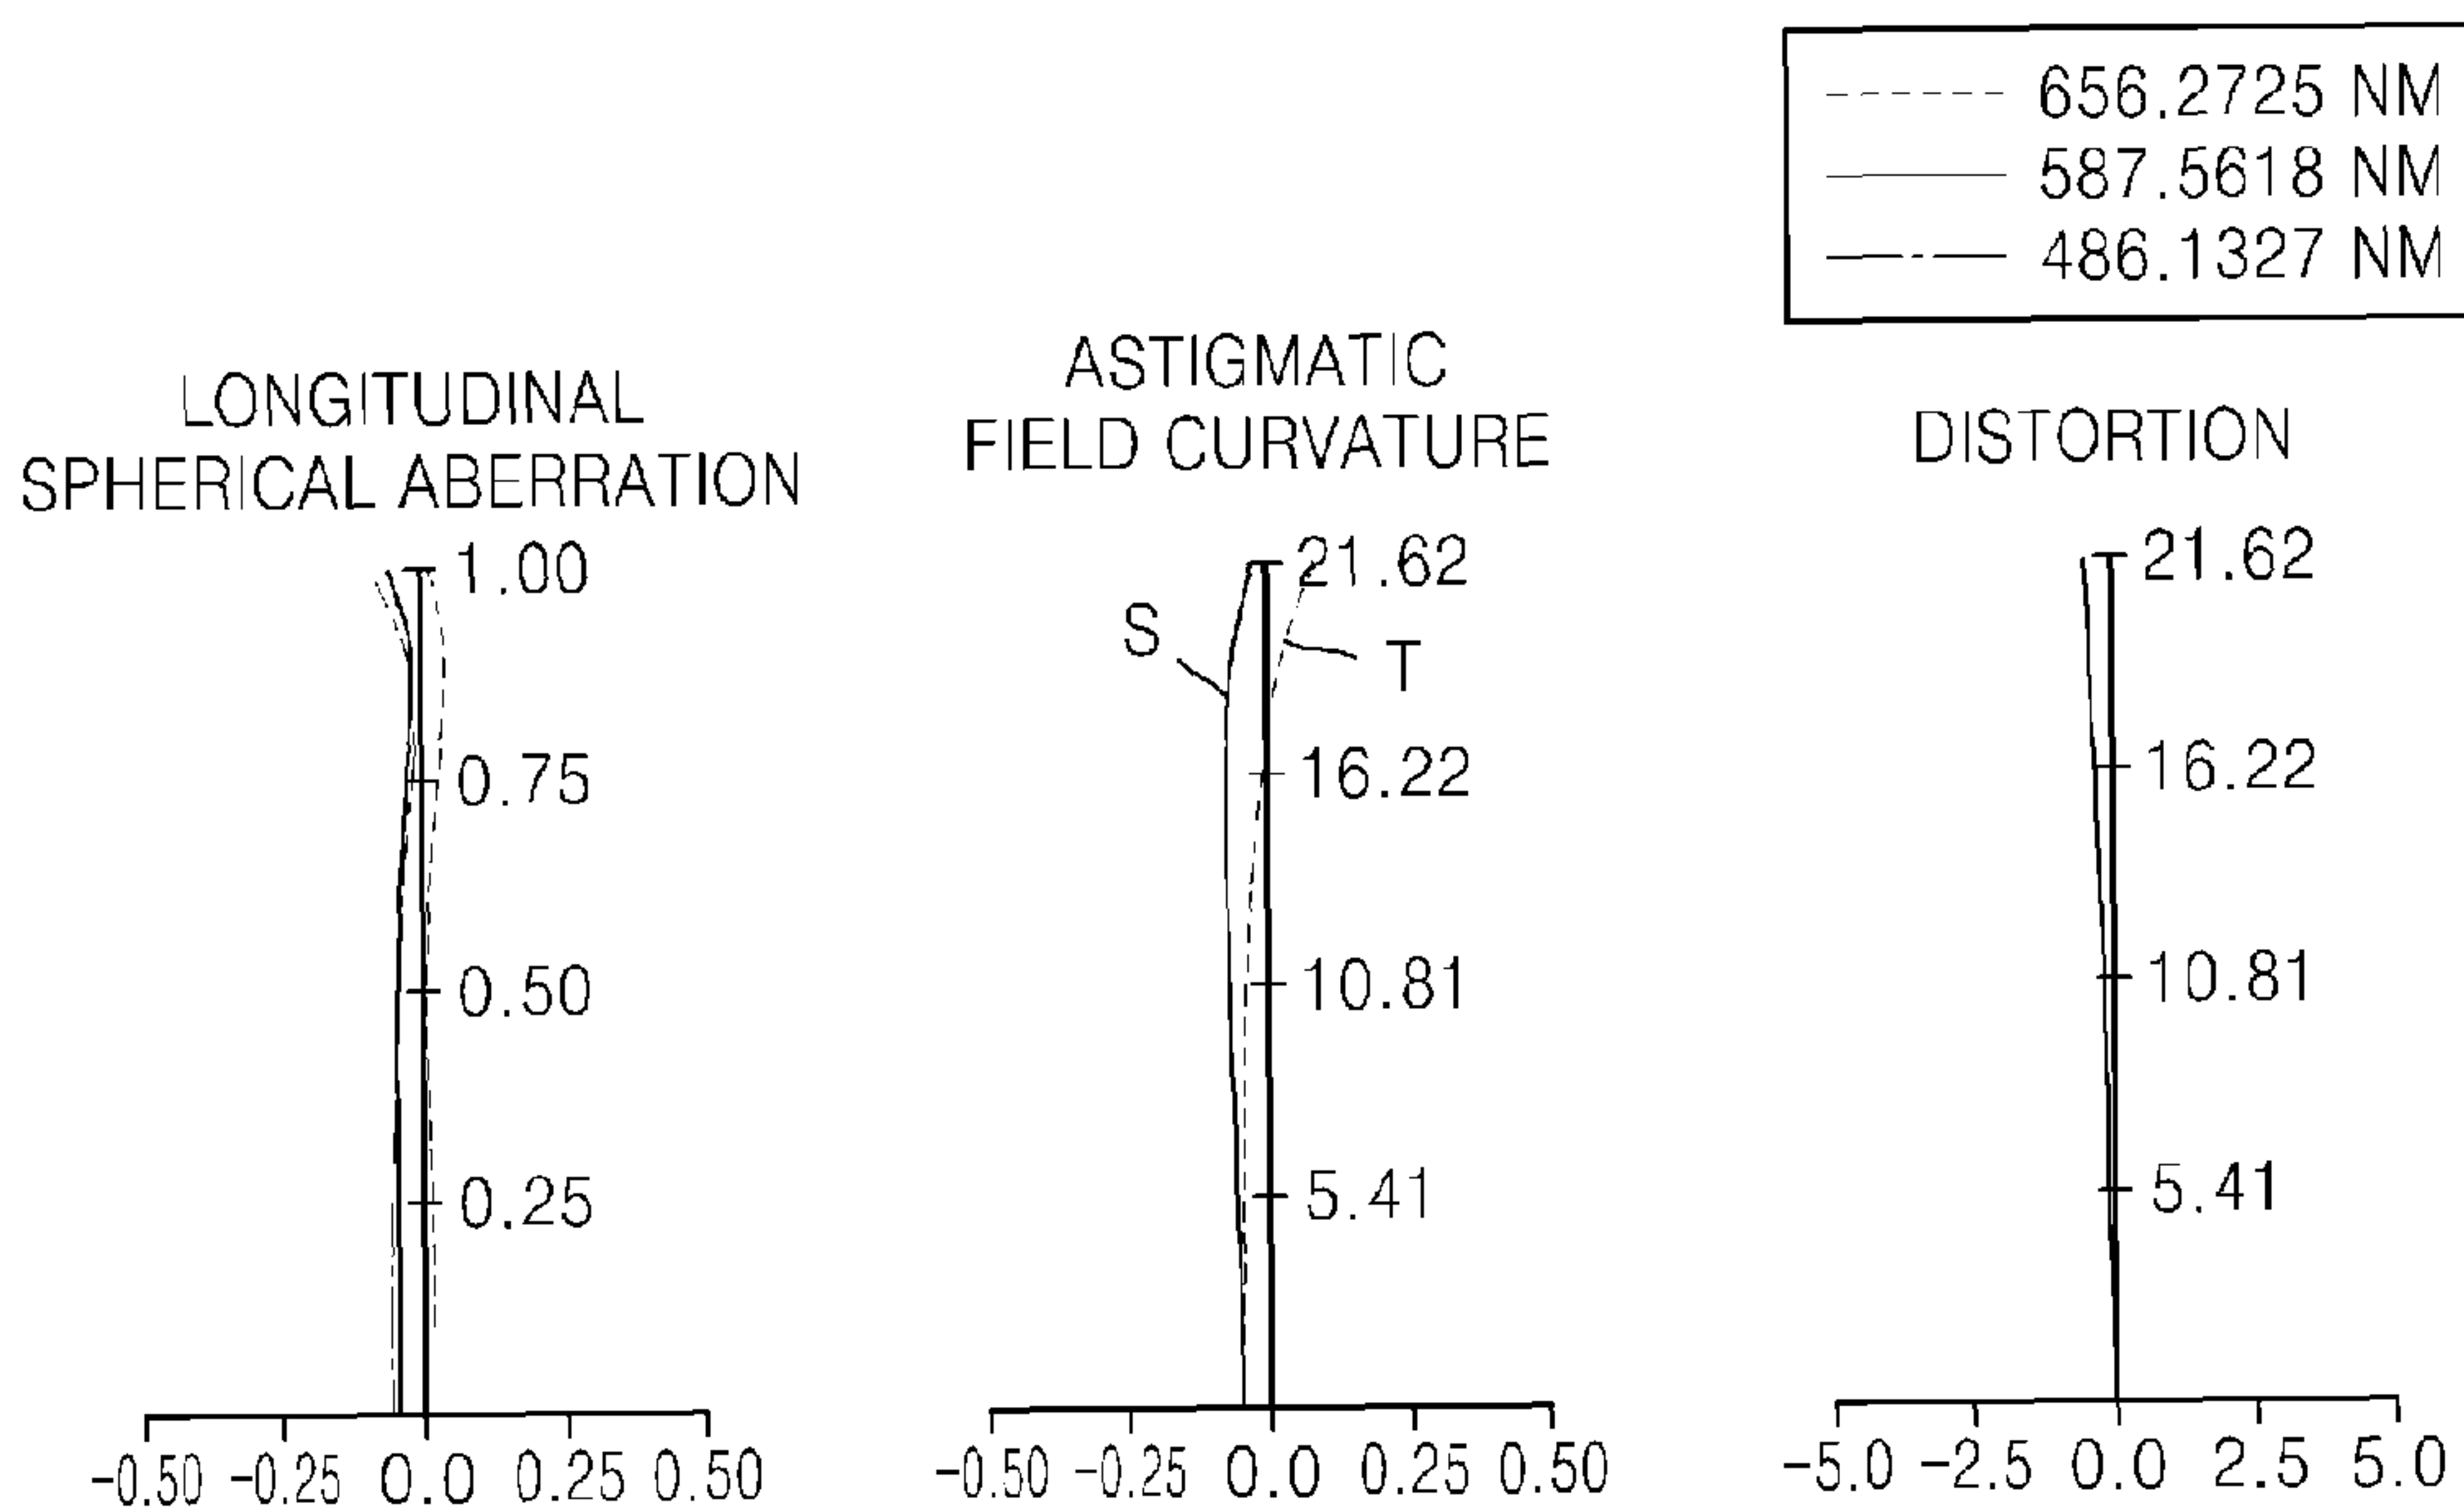 656.2725 NM
587.5618 NM
486.1327 NM
LONGITUDINAL
SPHERICAL ABERRATION
1.00
0.75
0.50
0.25
-0.50 -0.25 0.0 0.25 0.50
ASTIGMATIC
FIELD CURVATURE
21.62
S
T
16.22
10.81
5.41
-0.50 -0.25 0.0 0.25 0.50
DISTORTION
21.62
16.22
10.81
5.41
-5.0 -2.5 0.0 2.5 5.0